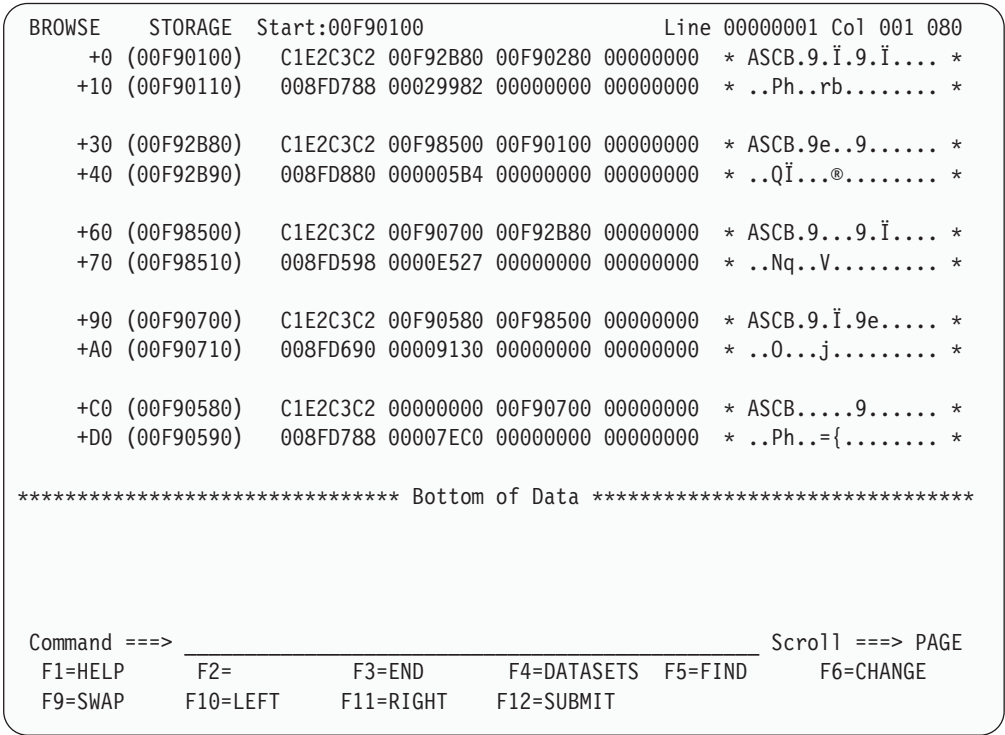 BROWSE STORAGE Start:00F90100 Line 00000001 Col 001 080
+0 (00F90100) C1E2C3C2 00F92B80 00F90280 00000000 * ASCB.9.Ï.9.Ï.... *
+10 (00F90110) 008FD788 00029982 00000000 00000000 * ..Ph..rb........ *
+30 (00F92B80) C1E2C3C2 00F98500 00F90100 00000000 * ASCB.9e..9...... *
+40 (00F92B90) 008FD880 000005B4 00000000 00000000 * ..QÏ...®........ *
+60 (00F98500) C1E2C3C2 00F90700 00F92B80 00000000 * ASCB.9...9.Ï.... *
+70 (00F98510) 008FD598 0000E527 00000000 00000000 * ..Nq..V......... *
+90 (00F90700) C1E2C3C2 00F90580 00F98500 00000000 * ASCB.9.Ï.9e..... *
+A0 (00F90710) 008FD690 00009130 00000000 00000000 * ..O...j......... *
+C0 (00F90580) C1E2C3C2 00000000 00F90700 00000000 * ASCB.....9...... *
+D0 (00F90590) 008FD788 00007EC0 00000000 00000000 * ..Ph..={........ *
******************************** Bottom of Data ********************************
Command ===> ________________________________________________ Scroll ===> PAGE
F1=HELP F2= F3=END F4=DATASETS F5=FIND F6=CHANGE
F9=SWAP F10=LEFT F11=RIGHT F12=SUBMIT